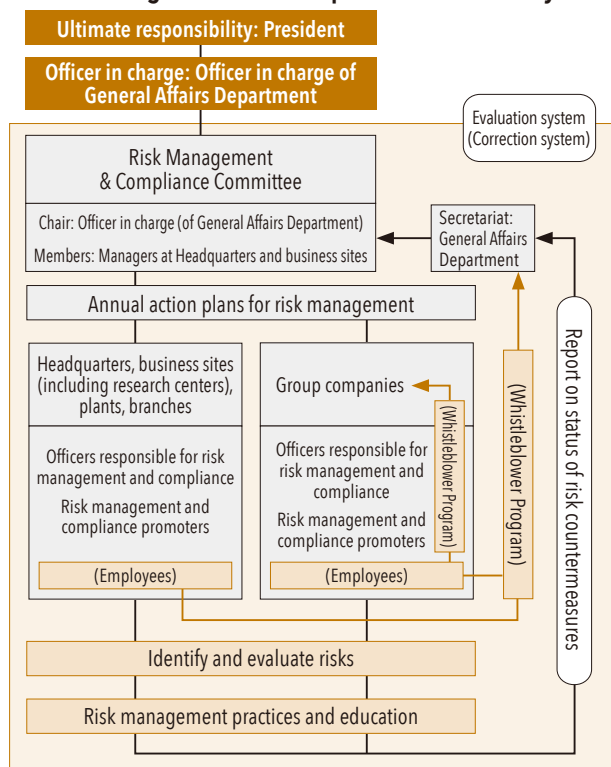 Ultimate responsibility: President
Officer in charge: Officer in charge of
General Affairs Department
Evaluation system
(Correction system)
Risk Management
& Compliance Committee
Chair: Officer in charge (of General Affairs Department)
Members: Managers at Headquarters and business sites
Secretariat:
General Affairs
Department
Annual action plans for risk management
Headquarters, business sites
(including research centers),
plants, branches
Officers responsible for risk
management and compliance
Risk management and
compliance promoters
(Employees)
Group companies
Officers responsible for
risk management and
compliance
Risk management and
compliance promoters
(Employees)
(Whistleblower Program)
(Whistleblower Program)
Report on status of risk countermeasures
Identify and evaluate risks
Risk management practices and education